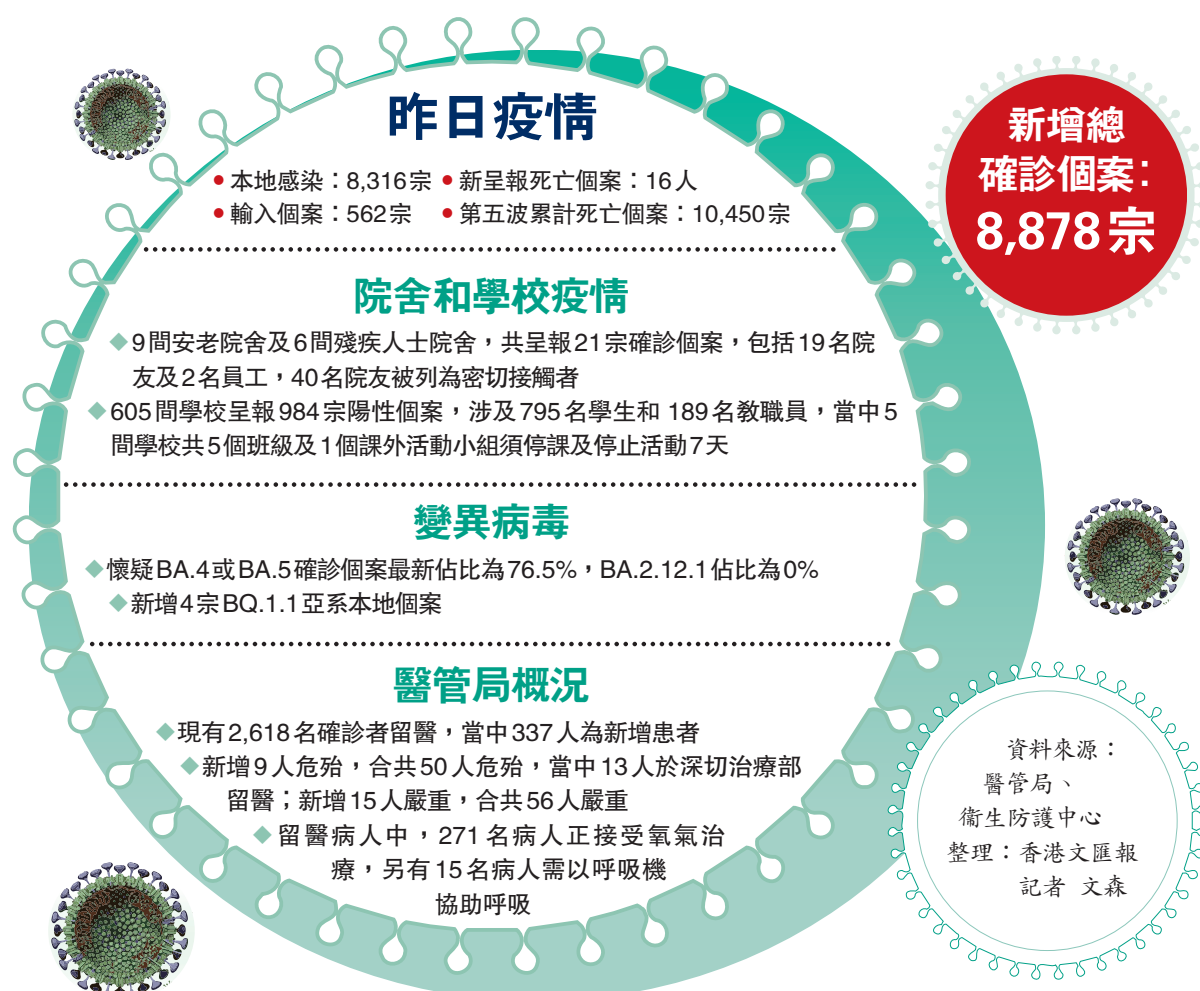 昨日疫情
● 本地感染：8,316宗 ● 新呈報死亡個案：16人
● 輸入個案：562宗 ● 第五波累計死亡個案：10,450宗
新增總
確診個案：
8,878宗
院舍和學校疫情
◆9間安老院舍及6間殘疾人士院舍，共呈報21宗確診個案，包括19名院
友及2名員工，40名院友被列為密切接觸者
◆605間學校呈報984宗陽性個案，涉及795名學生和 189名教職員，當中5
間學校共5個班級及1個課外活動小組須停課及停止活動7天
變異病毒
◆懷疑BA.4或BA.5確診個案最新佔比為76.5%，BA.2.12.1佔比為0%
◆新增4宗BQ.1.1亞系本地個案
醫管局概況
◆現有2,618名確診者留醫，當中337人為新增患者
◆新增9人危殆，合共50人危殆，當中13人於深切治療部
留醫；新增15人嚴重，合共56人嚴重
◆留醫病人中，271名病人正接受氧氣治
療，另有15名病人需以呼吸機
協助呼吸
資料來源：
醫管局、
衞生防護中心
整理：香港文匯報
記者 文森